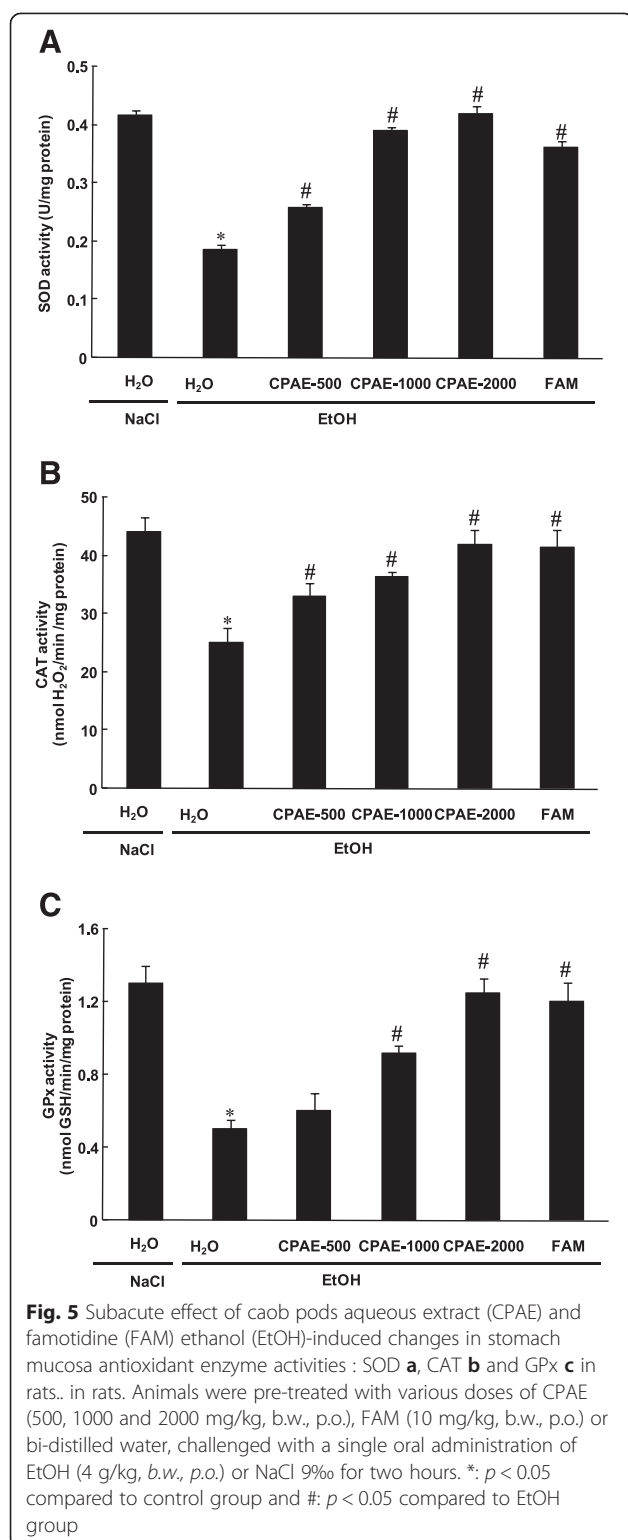 A
0.5
#
#
#
0.4
0.3
#
*
0.2
0.1
0
SOD activity (U/mg protein)
H₂O H₂O CPAE-500 CPAE-1000 CPAE-2000 FAM
NaCl EtOH
B
50
#
#
#
#
40
30
*
20
10
0
CAT activity
(nmol H₂O₂/min/mg protein)
H₂O H₂O CPAE-500 CPAE-1000 CPAE-2000 FAM
NaCl EtOH
C
1.6
#
#
1.2
#
0.8
*
0.4
0
GPx activity
(nmol GSH/min/mg protein)
H₂O H₂O CPAE-500 CPAE-1000 CPAE-2000 FAM
NaCl EtOH
Fig. 5 Subacute effect of caob pods aqueous extract (CPAE) and
famotidine (FAM) ethanol (EtOH)-induced changes in stomach
mucosa antioxidant enzyme activities : SOD a, CAT b and GPx c in
rats.. in rats. Animals were pre-treated with various doses of CPAE
(500, 1000 and 2000 mg/kg, b.w., p.o.), FAM (10 mg/kg, b.w., p.o.) or
bi-distilled water, challenged with a single oral administration of
EtOH (4 g/kg, b.w., p.o.) or NaCl 9‰ for two hours. *: p < 0.05
compared to control group and #: p < 0.05 compared to EtOH
group